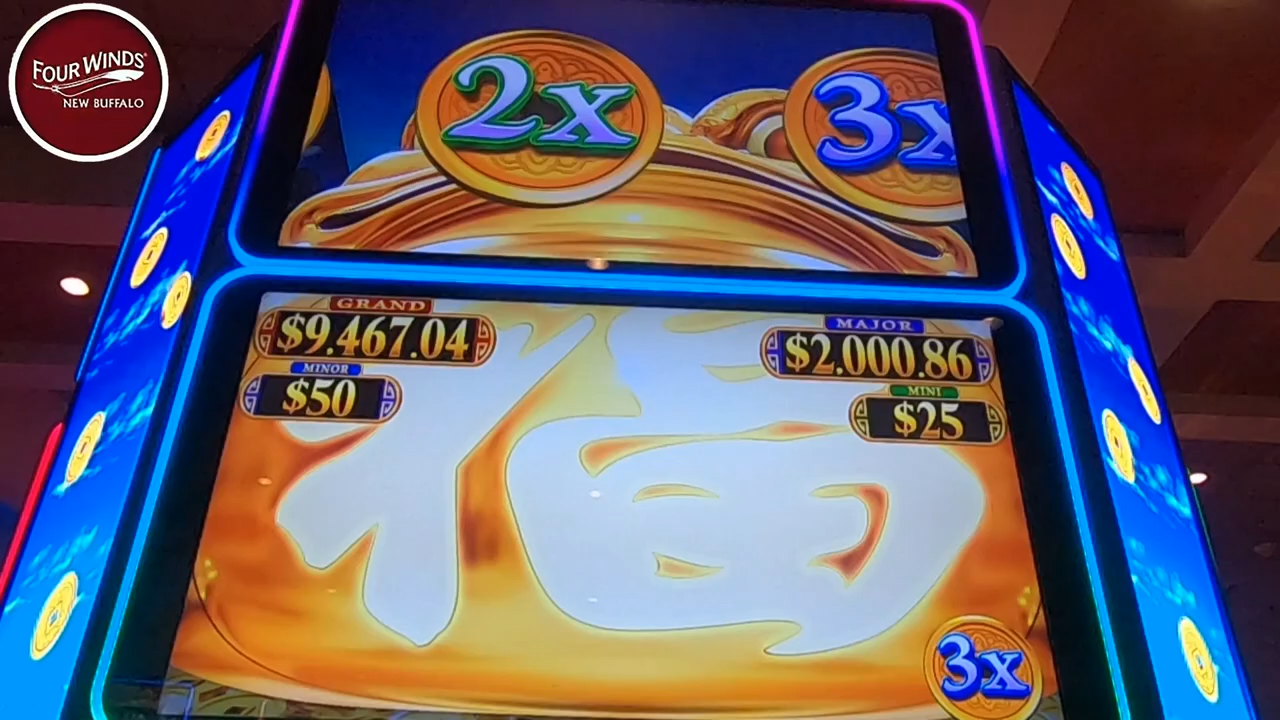 FOUR WINDS®
NEW BUFFALO
2x
3x
GRAND
$9,467.04
MAJOR
$2,000.86
MINOR
$50
MINI
$25
福
3x